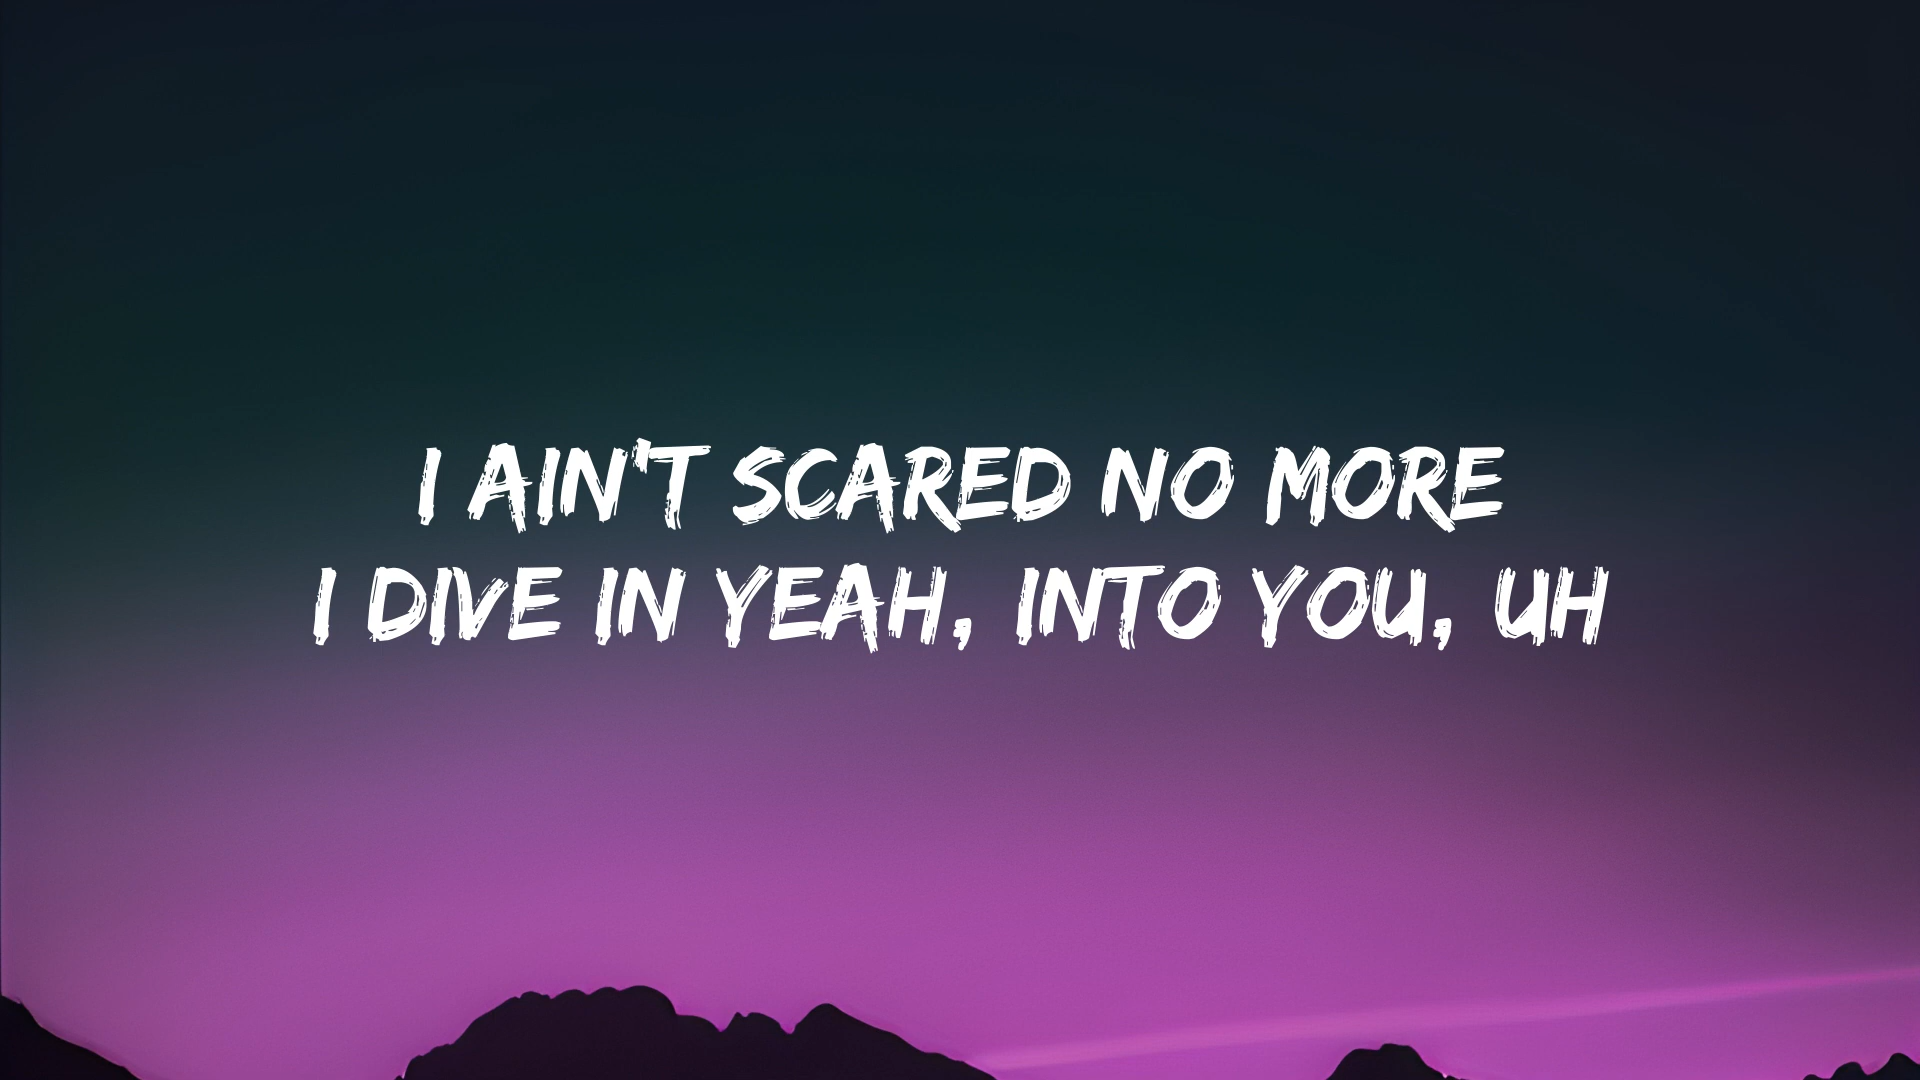 I AIN'T SCARED NO MORE
I DIVE IN YEAH, INTO YOU, UH